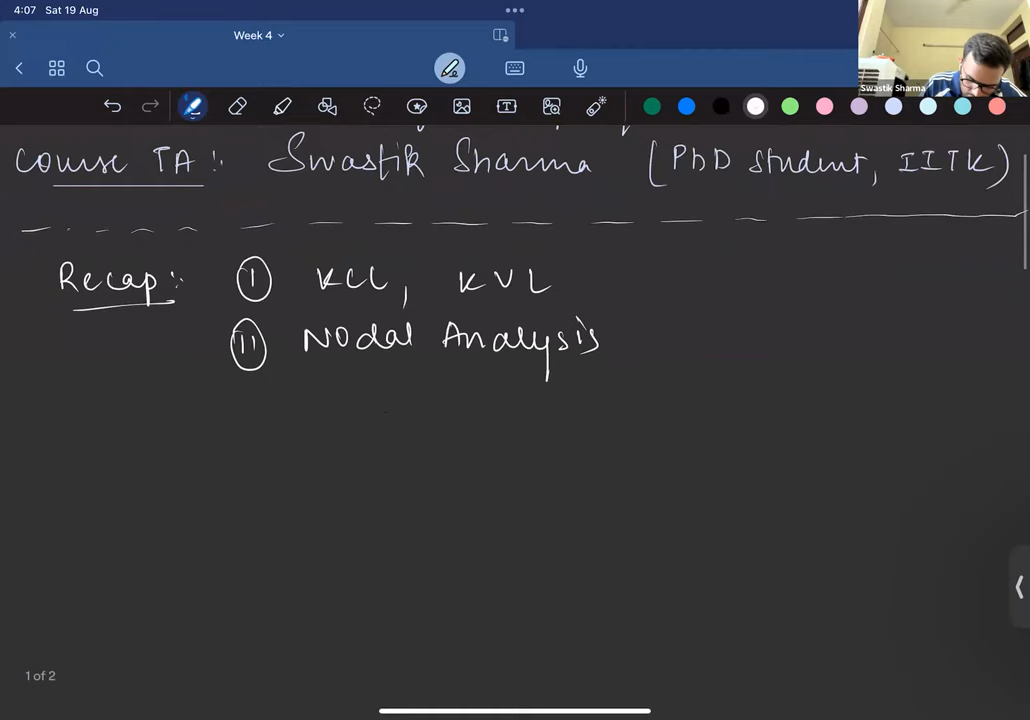 4:07 Sat 19 Aug
Week 4
Swastik Sharma
Course TA: Swastik Sharma [PhD Student, IITK)
Recap: (I) KCL, KVL
(II) Nodal Analysis
1 of 2